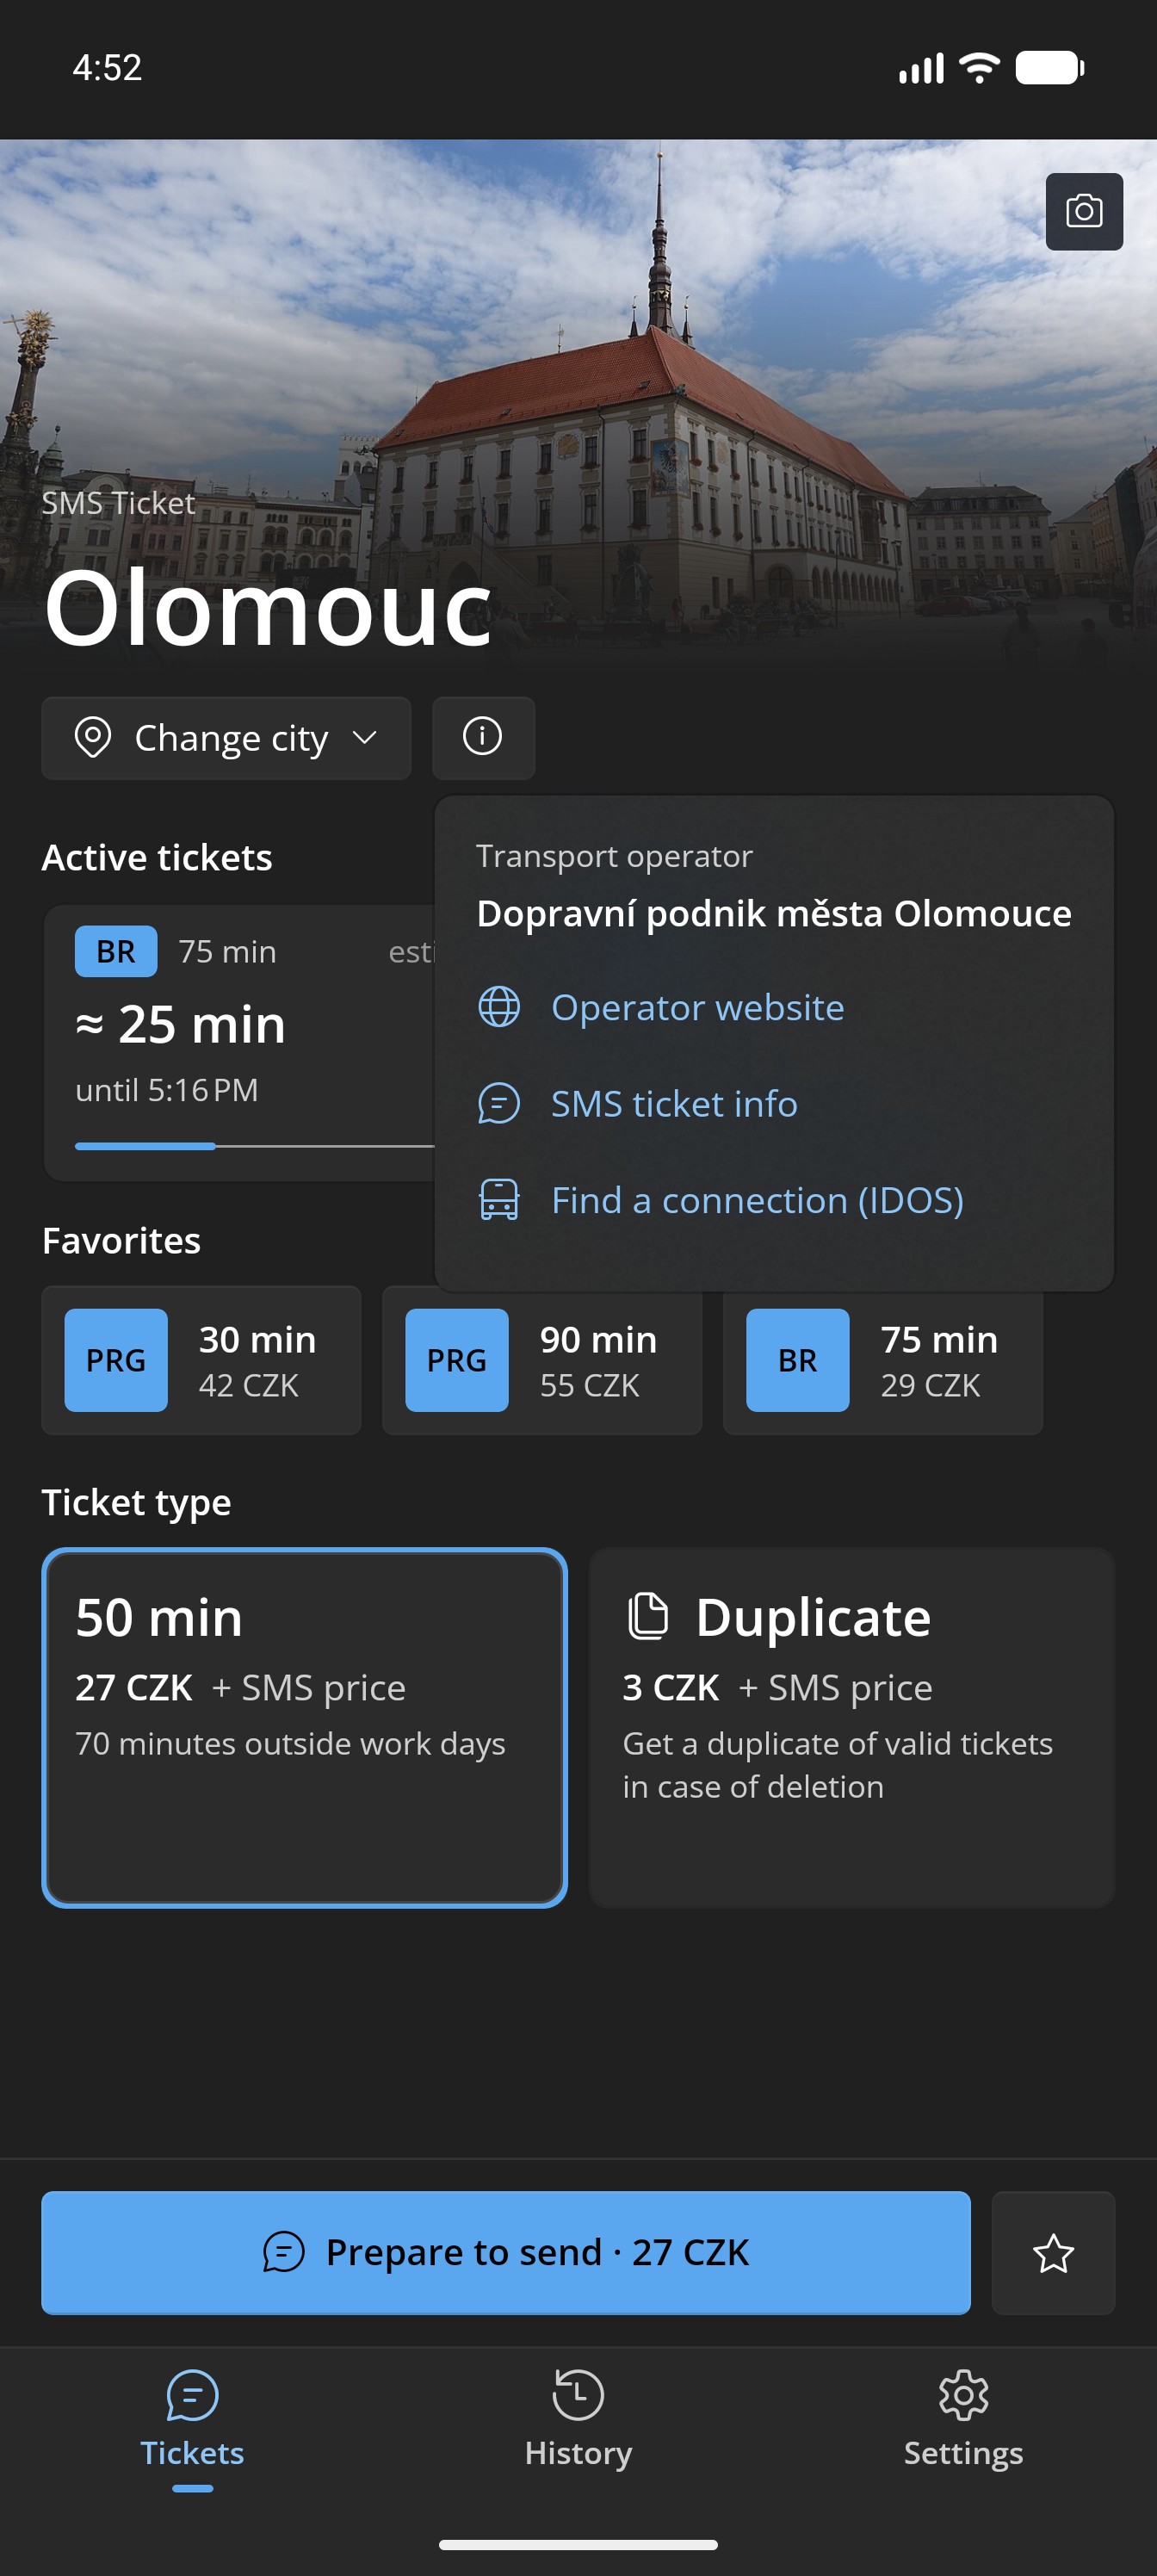 4:52
SMS Ticket
Olomouc
Change city
Transport operator
Dopravní podnik města Olomouce
Operator website
SMS ticket info
Find a connection (IDOS)
Active tickets
BR 75 min
≈ 25 min
until 5:16 PM
Favorites
PRG 30 min 42 CZK
PRG 90 min 55 CZK
BR 75 min 29 CZK
Ticket type
50 min
27 CZK + SMS price
70 minutes outside work days
Duplicate
3 CZK + SMS price
Get a duplicate of valid tickets
in case of deletion
Prepare to send · 27 CZK
Tickets
History
Settings